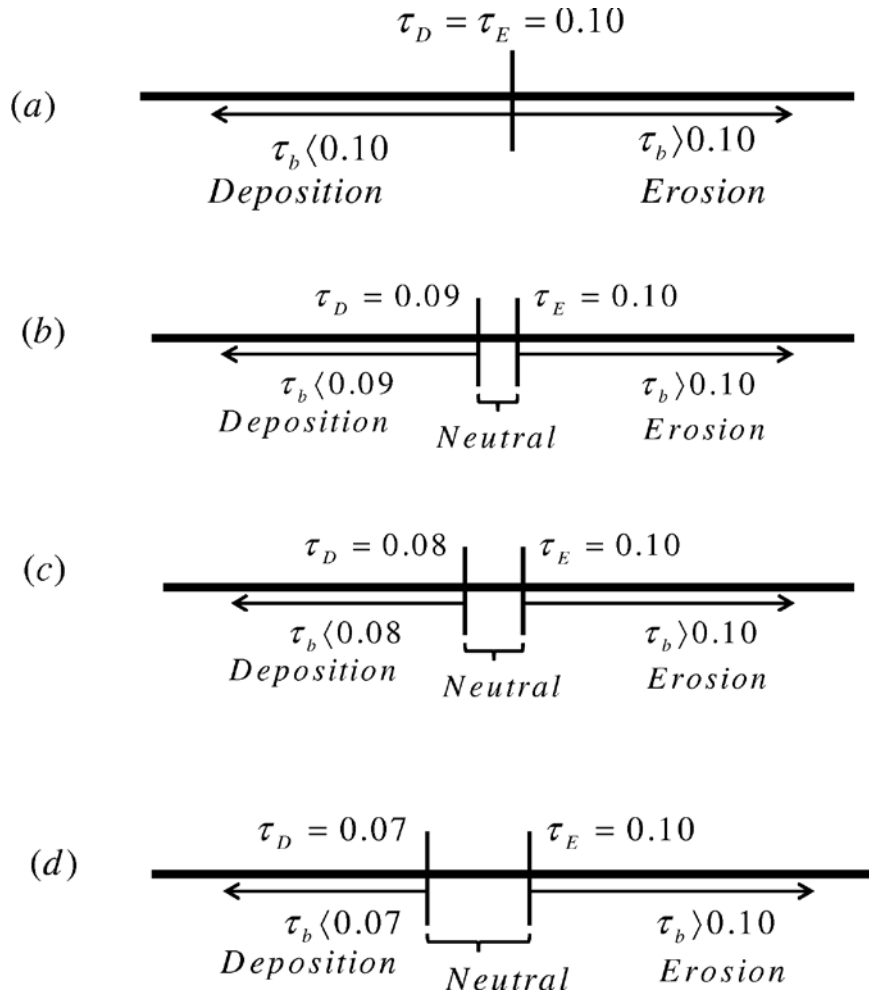 τ_D = τ_E = 0.10
(a)
τ_b⟨0.10 τ_b⟩0.10
Deposition Erosion
τ_D = 0.09 τ_E = 0.10
(b)
τ_b⟨0.09 τ_b⟩0.10
Deposition Neutral Erosion
τ_D = 0.08 τ_E = 0.10
(c)
τ_b⟨0.08 τ_b⟩0.10
Deposition Neutral Erosion
τ_D = 0.07 τ_E = 0.10
(d)
τ_b⟨0.07 τ_b⟩0.10
Deposition Neutral Erosion